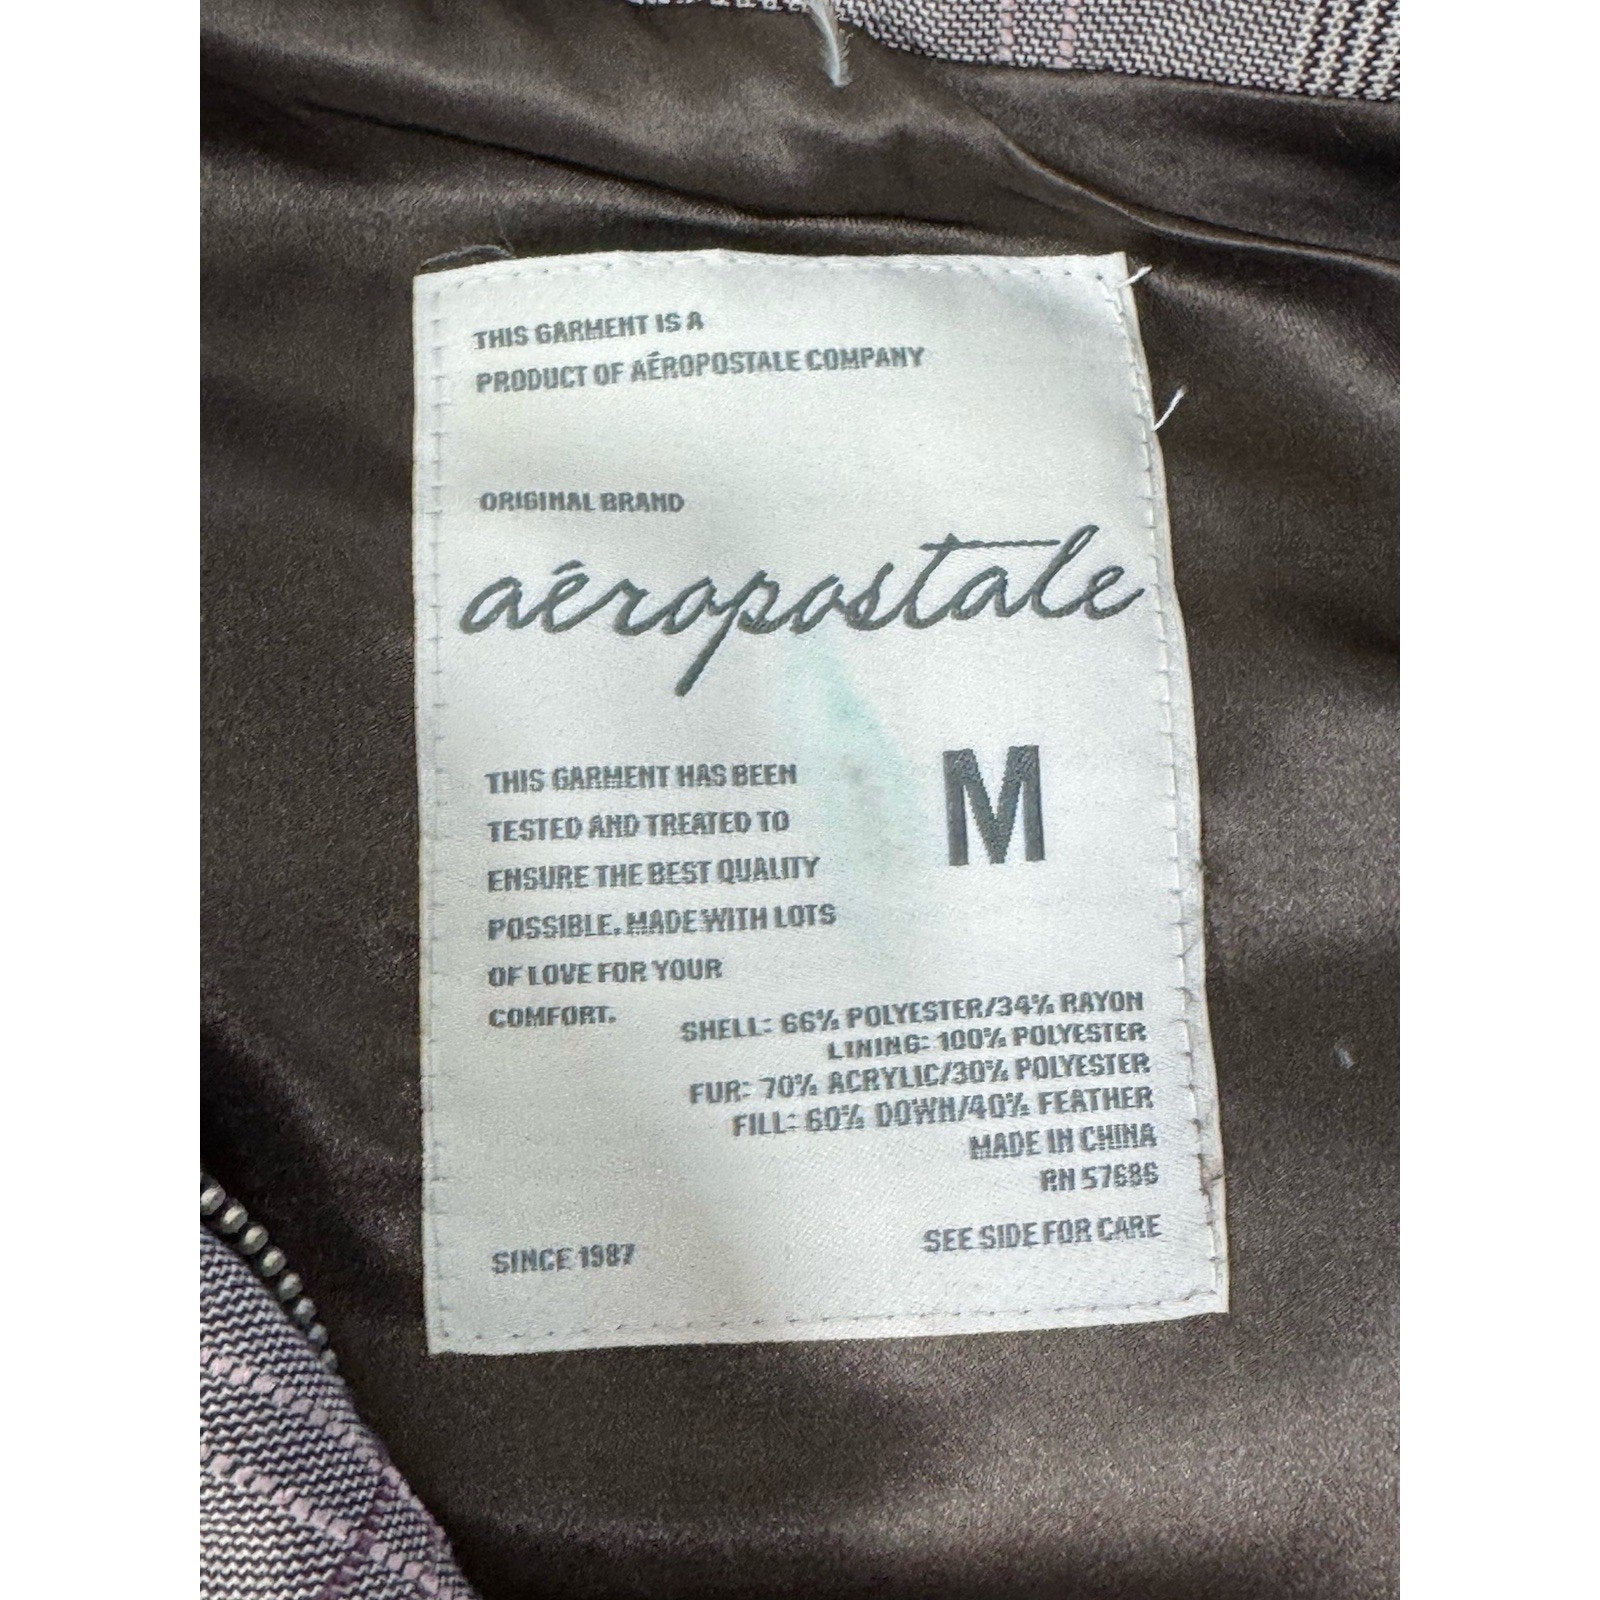 THIS GARMENT IS A
PRODUCT OF AÉROPOSTALE COMPANY
ORIGINAL BRAND
aéropostale
M
THIS GARMENT HAS BEEN
TESTED AND TREATED TO
ENSURE THE BEST QUALITY
POSSIBLE. MADE WITH LOTS
OF LOVE FOR YOUR
COMFORT.
SHELL: 66% POLYESTER/34% RAYON
LINING: 100% POLYESTER
FUR: 70% ACRYLIC/30% POLYESTER
FILL: 60% DOWN/40% FEATHER
MADE IN CHINA
RN 57686
SEE SIDE FOR CARE
SINCE 1987